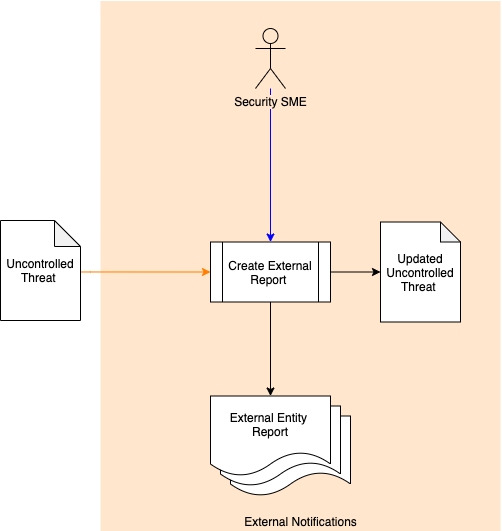 Security SME
Uncontrolled
Threat
Create External
Report
Updated
Uncontrolled
Threat
External Entity
Report
External Notifications